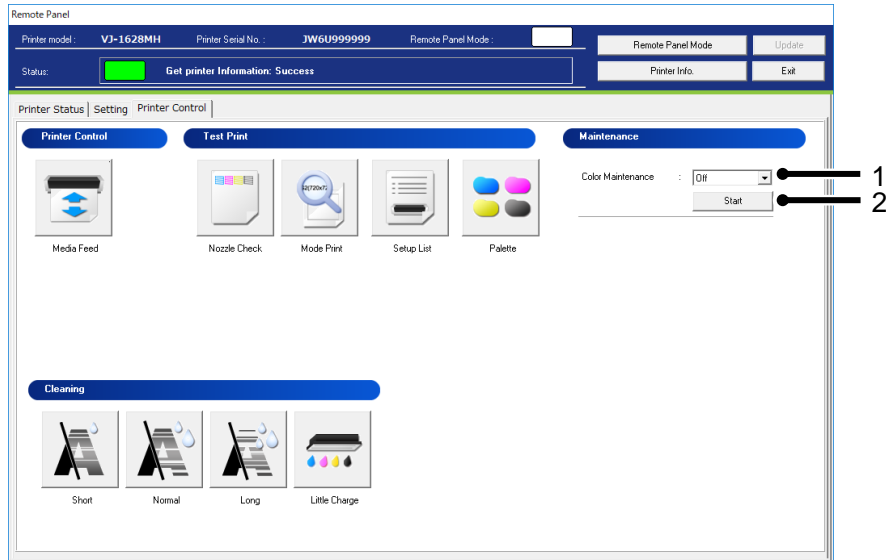 Remote Panel
Printer model : VJ-1628MH Printer Serial No. : JW6U999999 Remote Panel Mode :
Remote Panel Mode Update
Status: Get printer Information: Success
Printer Info. Exit
Printer Status Setting Printer Control
Printer Control Test Print Maintenance
Color Maintenance : Off 1
Start 2
Media Feed Nozzle Check Mode Print Setup List Palette
Cleaning
Short Normal Long Little Charge